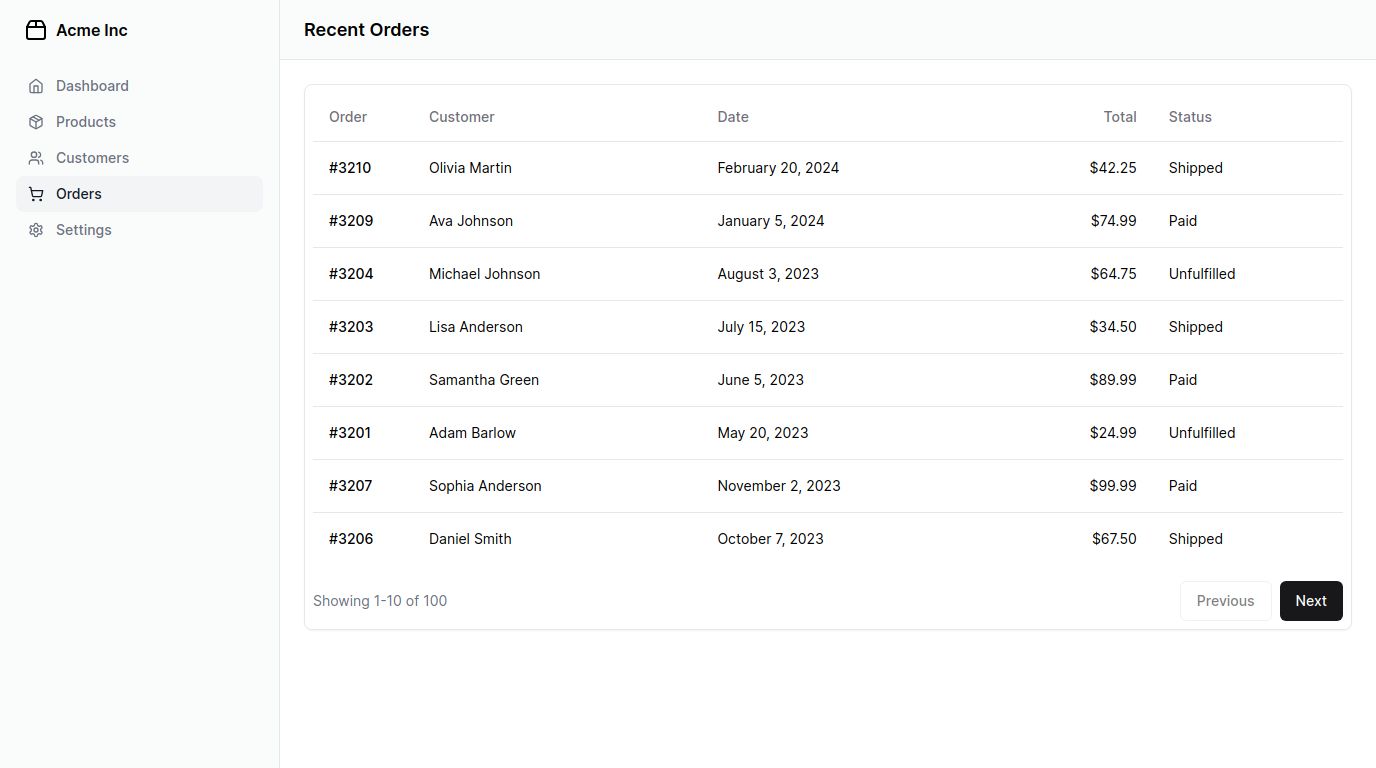 Acme Inc
Dashboard
Products
Customers
Orders
Settings
Recent Orders
Order Customer Date Total Status
#3210 Olivia Martin February 20, 2024 $42.25 Shipped
#3209 Ava Johnson January 5, 2024 $74.99 Paid
#3204 Michael Johnson August 3, 2023 $64.75 Unfulfilled
#3203 Lisa Anderson July 15, 2023 $34.50 Shipped
#3202 Samantha Green June 5, 2023 $89.99 Paid
#3201 Adam Barlow May 20, 2023 $24.99 Unfulfilled
#3207 Sophia Anderson November 2, 2023 $99.99 Paid
#3206 Daniel Smith October 7, 2023 $67.50 Shipped
Showing 1-10 of 100 Previous Next